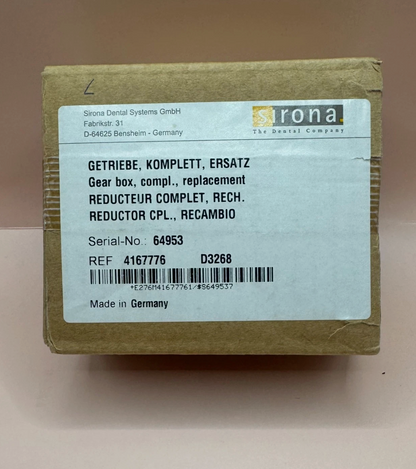 Sirona Dental Systems GmbH
Fabrikstr. 31
D-64625 Bensheim - Germany
sirona.
The Dental Company
GETRIEBE, KOMPLETT, ERSATZ
Gear box, compl., replacement
REDUCTEUR COMPLET, RECH.
REDUCTOR CPL., RECAMBIO
Serial-No.: 64953
REF 4167776 D3268
*E276M41677761/$S649537
Made in Germany